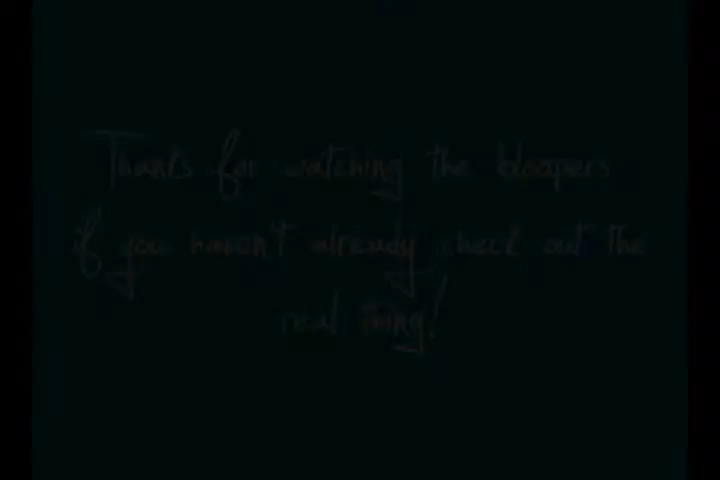 Thanks for watching the bloopers
if you haven't already check out the
real thing!